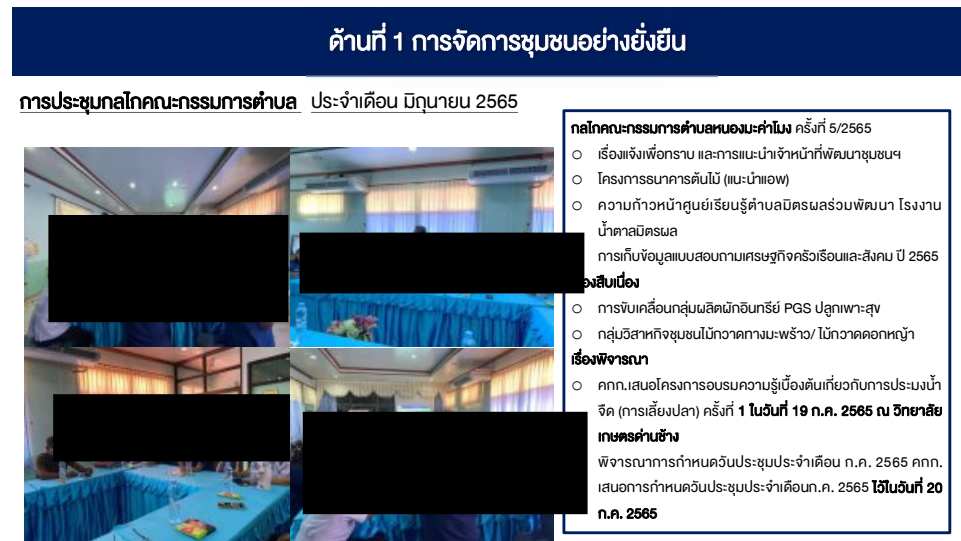 ด้านที่ 1 การจัดการชุมชนอย่างยั่งยืน
การประชุมกลไกคณะกรรมการตำบล ประจำเดือน มิถุนายน 2565
กลไกคณะกรรมการตำบลหนองมะค่าโมง ครั้งที่ 5/2565
○ เรื่องแจ้งเพื่อทราบ และการแนะนำเจ้าหน้าที่พัฒนาชุมชนฯ
○ โครงการธนาคารต้นไม้ (แนะนำแอพ)
○ ความก้าวหน้าศูนย์เรียนรู้ตำบลมิตรผลร่วมพัฒนา โรงงาน
น้ำตาลมิตรผล
การเก็บข้อมูลแบบสอบถามเศรษฐกิจครัวเรือนและสังคม ปี 2565
องสืบเนื่อง
○ การขับเคลื่อนกลุ่มผลิตผักอินทรีย์ PGS ปลูกเพาะสุข
○ กลุ่มวิสาหกิจชุมชนไม้กวาดทางมะพร้าว/ ไม้กวาดดอกหญ้า
เรื่องพิจารณา
○ คกก.เสนอโครงการอบรมความรู้เบื้องต้นเกี่ยวกับการประมงน้ำ
จืด (การเลี้ยงปลา) ครั้งที่ 1 ในวันที่ 19 ก.ค. 2565 ณ วิทยาลัย
เกษตรด่านช้าง
พิจารณาการกำหนดวันประชุมประจำเดือน ก.ค. 2565 คกก.
เสนอการกำหนดวันประชุมประจำเดือนก.ค. 2565 ไว้ในวันที่ 20
ก.ค. 2565